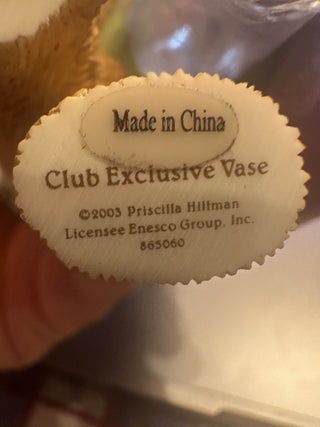 Made in China
Club Exclusive Vase
©2003 Priscilla Hillman
Licensee Enesco Group, Inc.
865060